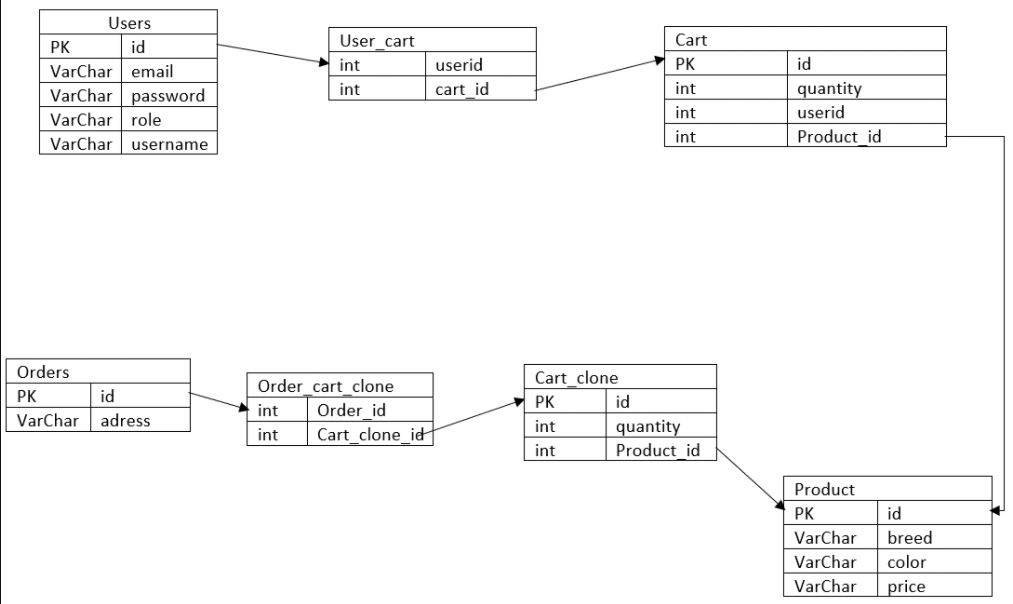 Users
PK id
VarChar email
VarChar password
VarChar role
VarChar username
User_cart
int userid
int cart_id
Cart
PK id
int quantity
int userid
int Product_id
Orders
PK id
VarChar adress
Order_cart_clone
int Order_id
int Cart_clone_id
Cart_clone
PK id
int quantity
int Product_id
Product
PK id
VarChar breed
VarChar color
VarChar price